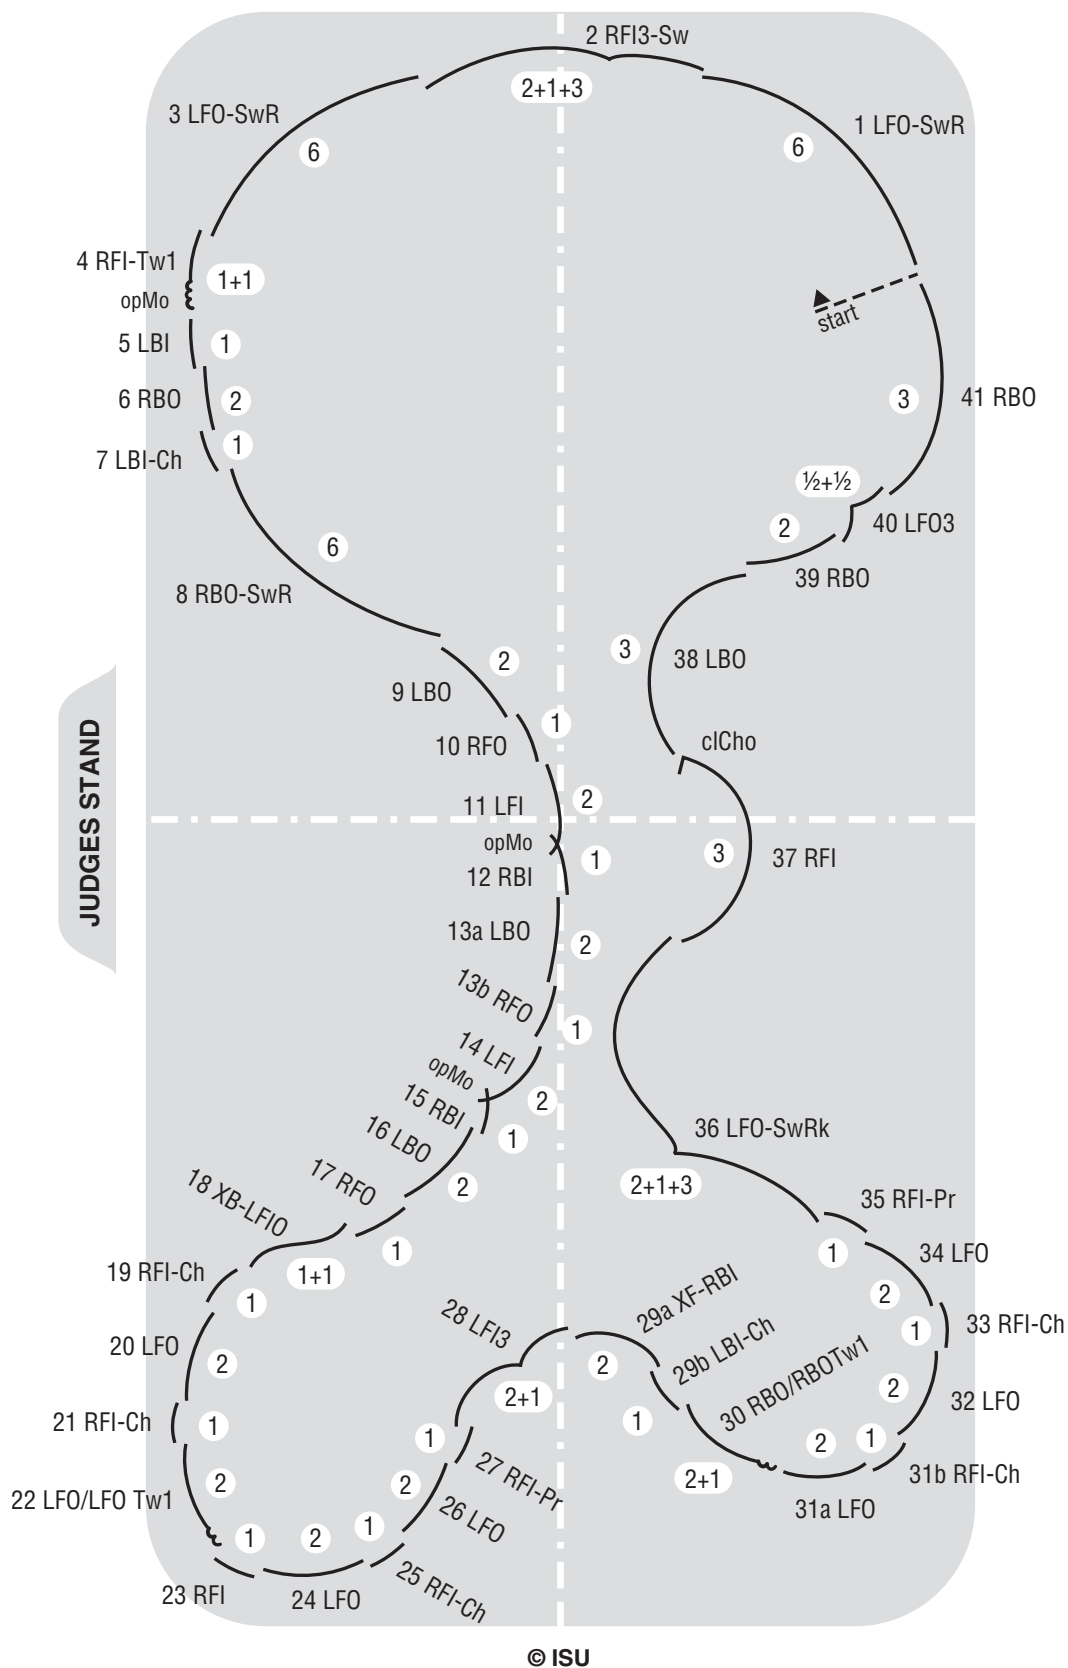 2 RFI3-Sw
2+1+3
3 LFO-SwR
6
1 LFO-SwR
6
4 RFI-Tw1
1+1
opMo
start
5 LBI
1
6 RBO
2
41 RBO
3
7 LBI-Ch
1
½+½
40 LFO3
2
39 RBO
8 RBO-SwR
6
9 LBO
2
3
38 LBO
10 RFO
1
clCho
11 LFI
2
opMo
12 RBI
1
3
37 RFI
13a LBO
2
13b RFO
1
14 LFI
opMo
2
15 RBI
1
16 LBO
2
36 LFO-SwRk
2+1+3
17 RFO
1
18 XB-LFIO
1+1
35 RFI-Pr
1
34 LFO
2
19 RFI-Ch
1
33 RFI-Ch
1
20 LFO
2
28 LFI3
2+1
29a XF-RBI
2
29b LBI-Ch
1
30 RBO/RBOTw1
2+1
32 LFO
2
21 RFI-Ch
1
27 RFI-Pr
1
31b RFI-Ch
1
31a LFO
2
22 LFO/LFO Tw1
2
26 LFO
2
23 RFI
1
24 LFO
2
25 RFI-Ch
1
JUDGES STAND
© ISU